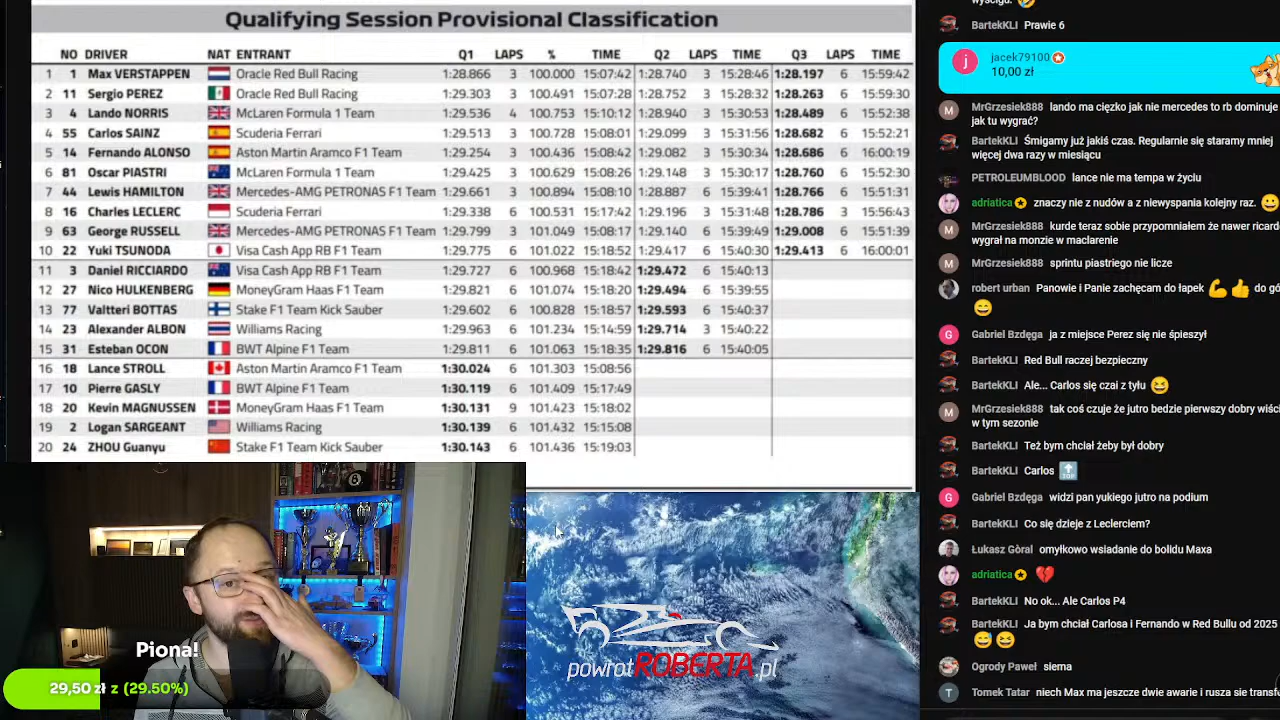 Qualifying Session Provisional Classification
NO DRIVER NAT ENTRANT Q1 LAPS % TIME Q2 LAPS TIME Q3 LAPS TIME
1 1 Max VERSTAPPEN Oracle Red Bull Racing 1:28.866 3 100.000 15:07:42 1:28.740 3 15:28:46 1:28.197 6 15:59:42
2 11 Sergio PEREZ Oracle Red Bull Racing 1:29.303 3 100.491 15:07:28 1:28.752 3 15:28:32 1:28.263 6 15:59:30
3 4 Lando NORRIS McLaren Formula 1 Team 1:29.536 4 100.753 15:10:12 1:28.940 3 15:30:53 1:28.489 6 15:52:38
4 55 Carlos SAINZ Scuderia Ferrari 1:29.513 3 100.728 15:08:01 1:29.099 3 15:31:56 1:28.682 6 15:52:21
5 14 Fernando ALONSO Aston Martin Aramco F1 Team 1:29.254 3 100.436 15:08:42 1:29.082 3 15:30:34 1:28.686 6 16:00:19
6 81 Oscar PIASTRI McLaren Formula 1 Team 1:29.425 3 100.629 15:08:26 1:29.148 3 15:30:17 1:28.760 6 15:52:30
7 44 Lewis HAMILTON Mercedes-AMG PETRONAS F1 Team 1:29.661 3 100.894 15:08:10 1:28.887 6 15:39:41 1:28.766 6 15:51:31
8 16 Charles LECLERC Scuderia Ferrari 1:29.338 6 100.531 15:17:42 1:29.196 3 15:31:48 1:28.786 3 15:56:43
9 63 George RUSSELL Mercedes-AMG PETRONAS F1 Team 1:29.799 3 101.049 15:08:17 1:29.140 6 15:39:49 1:29.008 6 15:51:39
10 22 Yuki TSUNODA Visa Cash App RB F1 Team 1:29.775 6 101.022 15:18:52 1:29.417 6 15:40:30 1:29.413 6 16:00:01
11 3 Daniel RICCIARDO Visa Cash App RB F1 Team 1:29.727 6 100.968 15:18:42 1:29.472 6 15:40:13
12 27 Nico HULKENBERG MoneyGram Haas F1 Team 1:29.821 6 101.074 15:18:20 1:29.494 6 15:39:55
13 77 Valtteri BOTTAS Stake F1 Team Kick Sauber 1:29.602 6 100.828 15:18:57 1:29.593 6 15:40:37
14 23 Alexander ALBON Williams Racing 1:29.963 6 101.234 15:14:59 1:29.714 3 15:40:22
15 31 Esteban OCON BWT Alpine F1 Team 1:29.811 6 101.063 15:18:35 1:29.816 6 15:40:05
16 18 Lance STROLL Aston Martin Aramco F1 Team 1:30.024 6 101.303 15:08:56
17 10 Pierre GASLY BWT Alpine F1 Team 1:30.119 6 101.409 15:17:49
18 20 Kevin MAGNUSSEN MoneyGram Haas F1 Team 1:30.131 9 101.423 15:18:02
19 2 Logan SARGEANT Williams Racing 1:30.139 6 101.432 15:15:08
20 24 ZHOU Guanyu Stake F1 Team Kick Sauber 1:30.143 6 101.436 15:19:03
Piona!
29,50 zł z (29.50%)
powrotROBERTA.pl
wyścigu.
BartekKLI Prawie 6
jacek79100
10,00 zł
MrGrzesiek888 lando ma ciężko jak nie mercedes to rb dominuje
jak tu wygrać?
BartekKLI Śmigamy już jakiś czas. Regularnie się staramy mniej
więcej dwa razy w miesiącu
PETROLEUMBLOOD lance nie ma tempa w życiu
adriatica znaczy nie z nudów a z niewyspania kolejny raz.
MrGrzesiek888 kurde teraz sobie przypomniałem że nawer ricardo
wygrał na monzie w maclarenie
MrGrzesiek888 sprintu piastriego nie licze
robert urban Panowie i Panie zachęcam do łapek do gó
Gabriel Bzdęga ja z miejsce Perez się nie śpieszył
BartekKLI Red Bull raczej bezpieczny
BartekKLI Ale... Carlos się czai z tyłu
MrGrzesiek888 tak coś czuje że jutro bedzie pierwszy dobry wiści
w tym sezonie
BartekKLI Też bym chciał żeby był dobry
BartekKLI Carlos TOP
Gabriel Bzdęga widzi pan yukiego jutro na podium
BartekKLI Co się dzieje z Leclerciem?
Łukasz Góral omyłkowo wsiadanie do bolidu Maxa
adriatica
BartekKLI No ok... Ale Carlos P4
BartekKLI Ja bym chciał Carlosa i Fernando w Red Bullu od 2025
Ogrody Paweł siema
Tomek Tatar niech Max ma jeszcze dwie awarie i rusza sie transfu